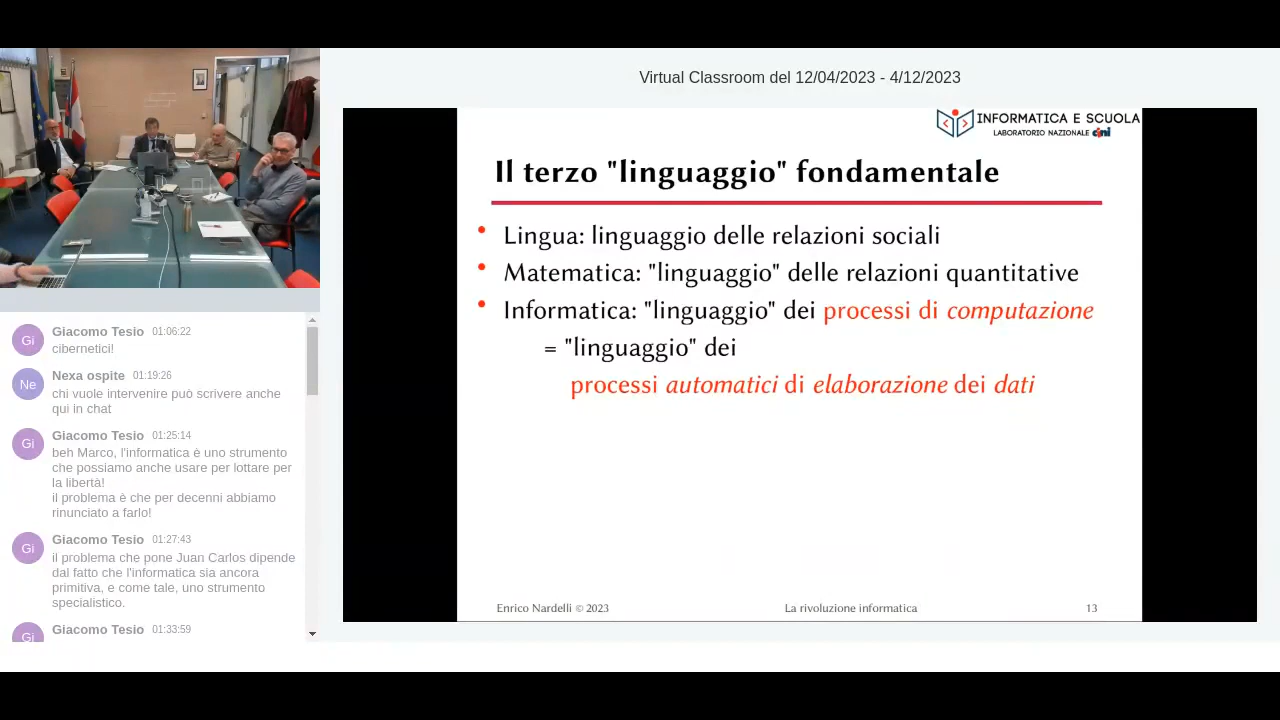 Virtual Classroom del 12/04/2023 - 4/12/2023
INFORMATICA E SCUOLA
LABORATORIO NAZIONALE cini
Il terzo "linguaggio" fondamentale
• Lingua: linguaggio delle relazioni sociali
• Matematica: "linguaggio" delle relazioni quantitative
• Informatica: "linguaggio" dei processi di computazione
= "linguaggio" dei
processi automatici di elaborazione dei dati
Enrico Nardelli © 2023
La rivoluzione informatica
13
Gi
Giacomo Tesio 01:06:22
cibernetici!
Ne
Nexa ospite 01:19:26
chi vuole intervenire può scrivere anche
qui in chat
Gi
Giacomo Tesio 01:25:14
beh Marco, l'informatica è uno strumento
che possiamo anche usare per lottare per
la libertà!
il problema è che per decenni abbiamo
rinunciato a farlo!
Gi
Giacomo Tesio 01:27:43
il problema che pone Juan Carlos dipende
dal fatto che l'informatica sia ancora
primitiva, e come tale, uno strumento
specialistico.
Gi
Giacomo Tesio 01:33:59